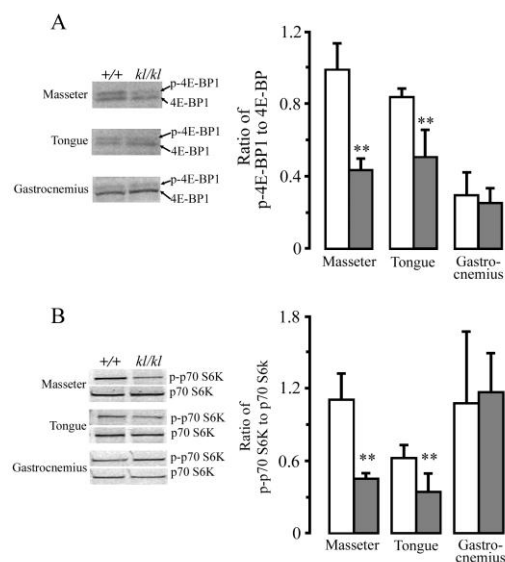 A
+/+ kl/kl
Masseter
p-4E-BP1
4E-BP1
Tongue
p-4E-BP1
4E-BP1
Gastrocnemius
p-4E-BP1
4E-BP1
Ratio of
p-4E-BP1 to 4E-BP
1.2
0.8
0.4
0
**
**
Masseter
Tongue
Gastro-
cnemius
B
+/+ kl/kl
Masseter
p-p70 S6K
p70 S6K
Tongue
p-p70 S6K
p70 S6K
Gastrocnemius
p-p70 S6K
p70 S6K
Ratio of
p-p70 S6K to p70 S6k
1.8
1.2
0.6
0
**
**
Masseter
Tongue
Gastro-
cnemius